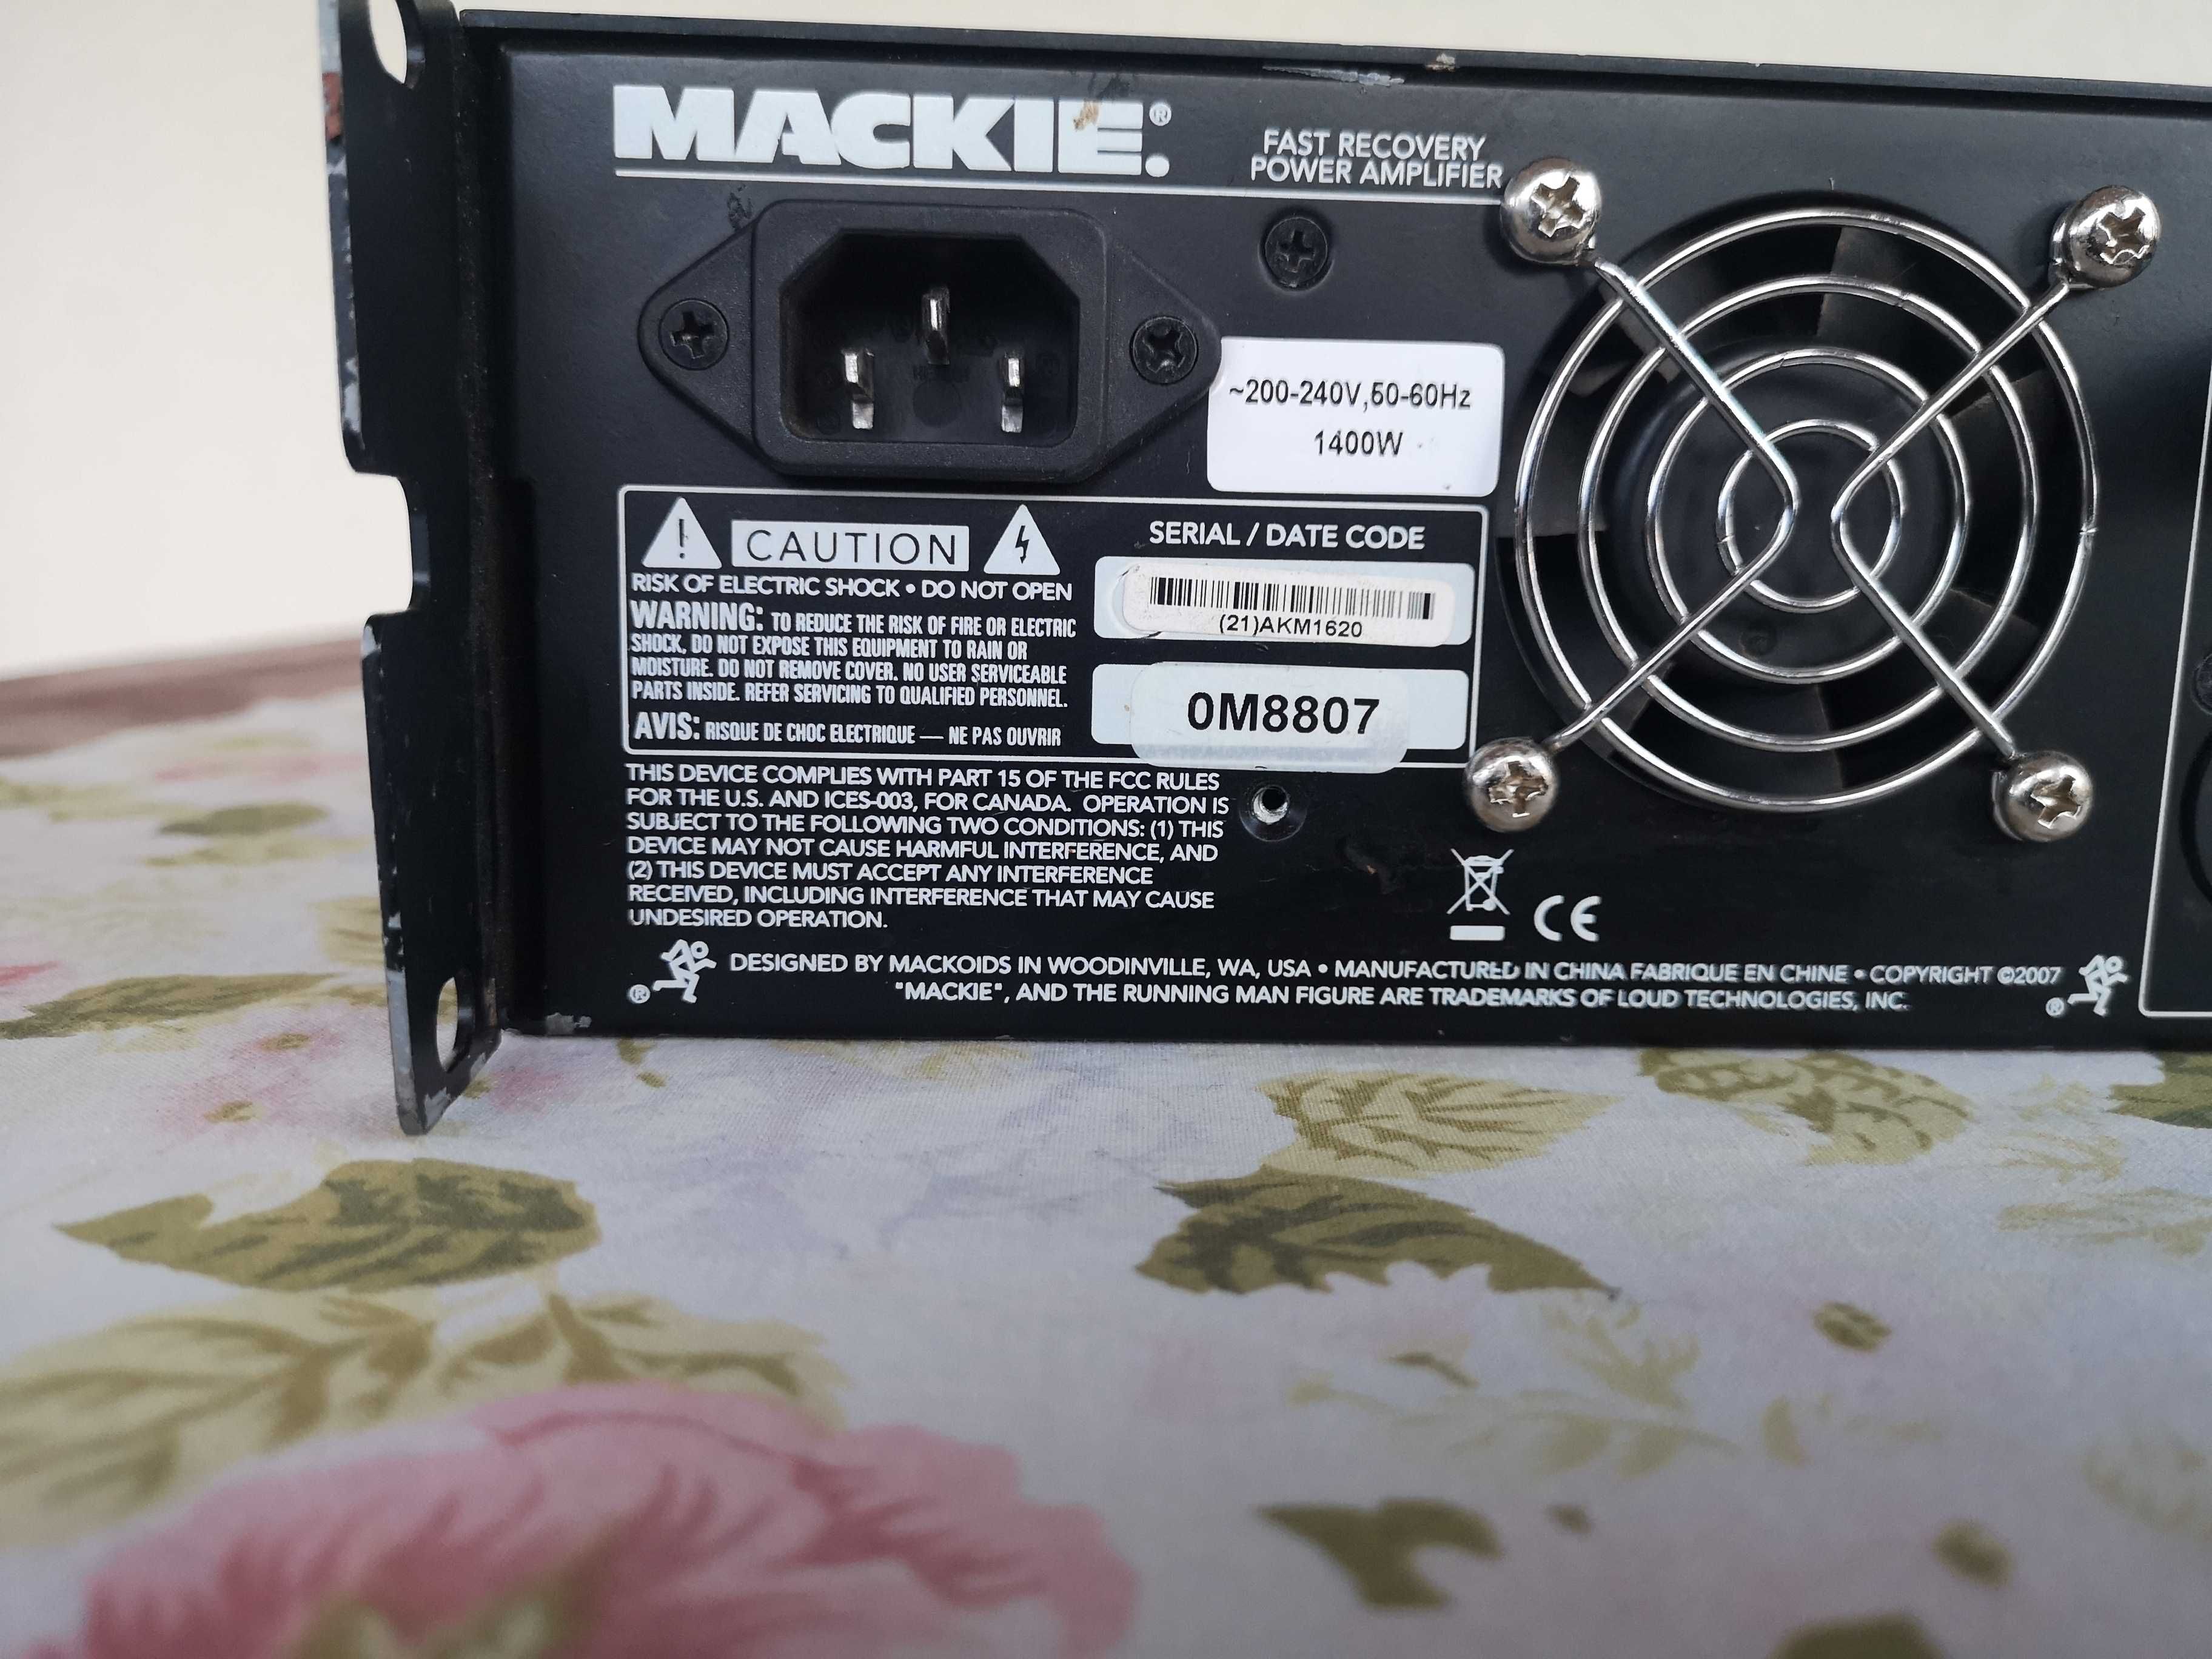 MACKIE.®
FAST RECOVERY
POWER AMPLIFIER
~200-240V,50-60Hz
1400W
CAUTION
RISK OF ELECTRIC SHOCK • DO NOT OPEN
WARNING: TO REDUCE THE RISK OF FIRE OR ELECTRIC
SHOCK, DO NOT EXPOSE THIS EQUIPMENT TO RAIN OR
MOISTURE. DO NOT REMOVE COVER. NO USER SERVICEABLE
PARTS INSIDE. REFER SERVICING TO QUALIFIED PERSONNEL.
AVIS: RISQUE DE CHOC ELECTRIQUE — NE PAS OUVRIR
SERIAL / DATE CODE
(21)AKM1620
0M8807
THIS DEVICE COMPLIES WITH PART 15 OF THE FCC RULES
FOR THE U.S. AND ICES-003, FOR CANADA. OPERATION IS
SUBJECT TO THE FOLLOWING TWO CONDITIONS: (1) THIS
DEVICE MAY NOT CAUSE HARMFUL INTERFERENCE, AND
(2) THIS DEVICE MUST ACCEPT ANY INTERFERENCE
RECEIVED, INCLUDING INTERFERENCE THAT MAY CAUSE
UNDESIRED OPERATION.
CE
® DESIGNED BY MACKOIDS IN WOODINVILLE, WA, USA • MANUFACTURED IN CHINA FABRIQUE EN CHINE • COPYRIGHT ©2007
"MACKIE", AND THE RUNNING MAN FIGURE ARE TRADEMARKS OF LOUD TECHNOLOGIES, INC. ®